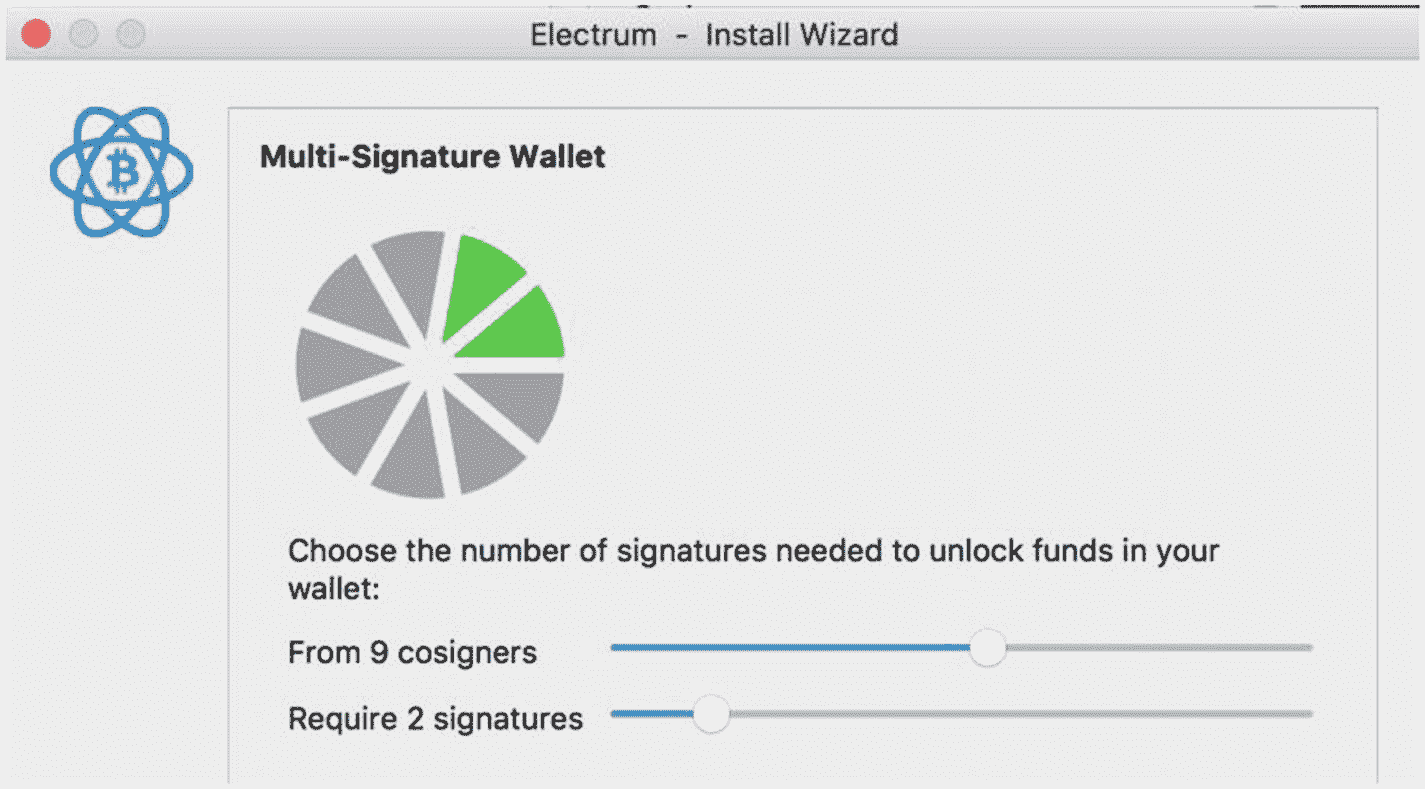 Electrum - Install Wizard
Multi-Signature Wallet
Choose the number of signatures needed to unlock funds in your
wallet:
From 9 cosigners
Require 2 signatures